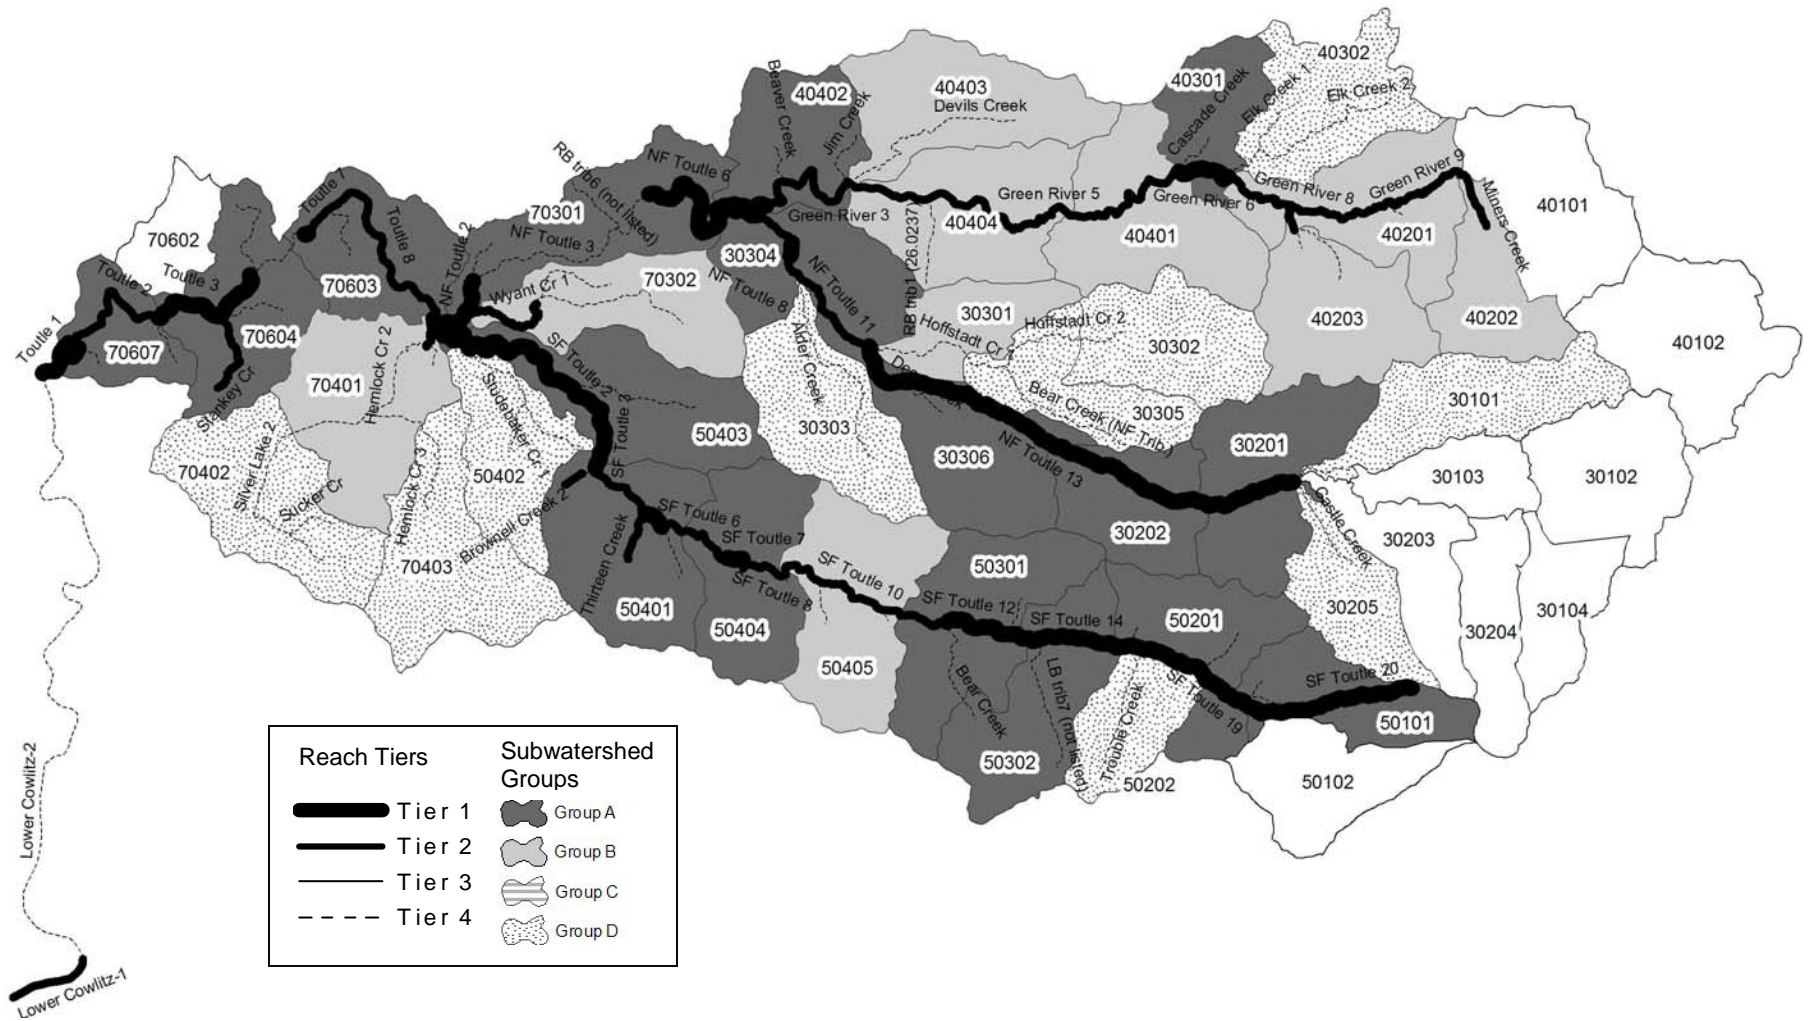 40302
40301
Cascade Creek
Elk Creek 1
Elk Creek 2
Beaver Creek
40402
Jim Creek
40403
Devils Creek
RB trib6 (not listed)
NF Toutle 6
Green River 3
Green River 5
Green River 6
Green River 8
Green River 9
Miners Creek
40101
70602
Toutle 1
Toutle 8
NF Toutle 2
70301
NF Toutle 3
30304
RB trib1 (26.0237)
40404
40401
40201
Toutle 2
Toutle 3
70603
NF Toutle 8
NF Toutle 11
70302
Wyant Cr 1
30301
Hoffstadt Cr 1
Hoffstadt Cr 2
30302
40203
40202
40102
Toutle 1
70607
70604
Stankey Cr
70401
Hemlock Cr 2
SF Toutle 2
Studabaker Cr 1
SF Toutle 3
Alder Creek
Bear Creek (NF Trib.)
30305
30101
70402
Silver Lake 2
Sucker Cr
Hemlock Cr 3
50402
50403
30303
30306
NF Toutle 13
30201
30103
30102
Brownell Creek 2
70403
Thirteen Creek
SF Toutle 6
SF Toutle 7
SF Toutle 8
SF Toutle 10
30202
Castle Creek
30203
50401
50404
50301
SF Toutle 12
SF Toutle 14
50201
30205
30204
30104
50405
Bear Creek
LB trib7 (not listed)
Trouble Creek
SF Toutle 19
SF Toutle 20
50101
50302
50202
50102
Lower Cowlitz-2
Lower Cowlitz-1
Reach Tiers
Tier 1
Tier 2
Tier 3
Tier 4
Subwatershed
Groups
Group A
Group B
Group C
Group D